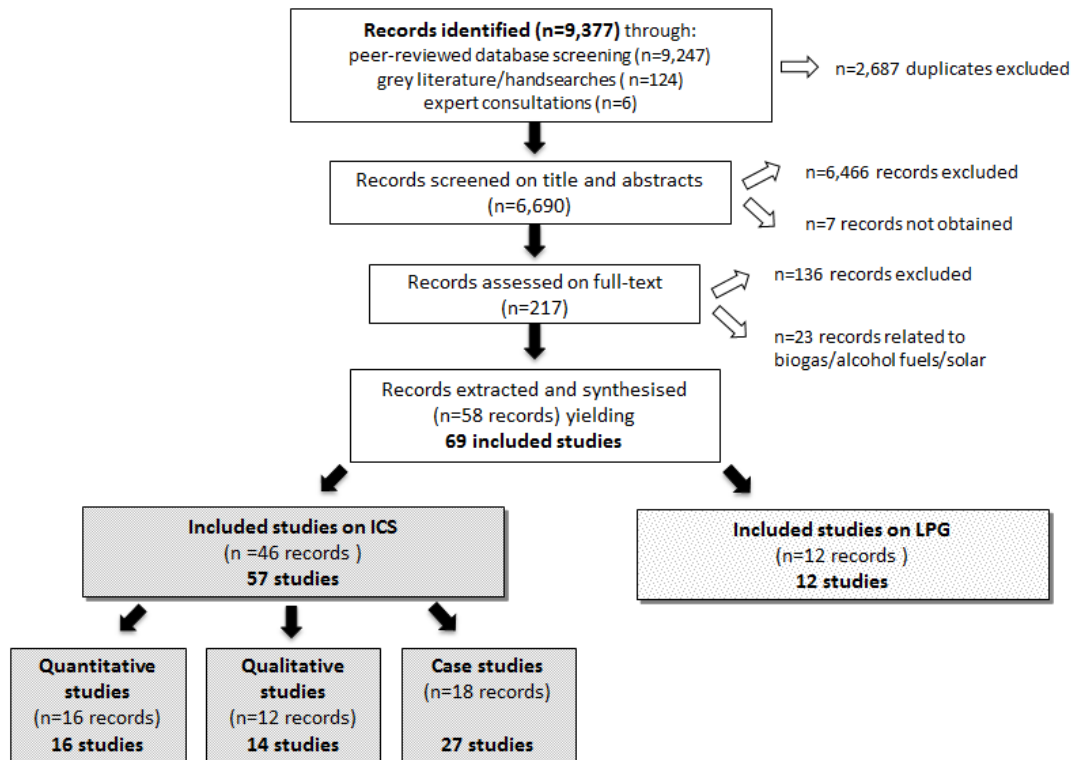 Records identified (n=9,377) through:
peer-reviewed database screening (n=9,247)
grey literature/handsearches ( n=124)
expert consultations (n=6)
n=2,687 duplicates excluded
Records screened on title and abstracts
(n=6,690)
n=6,466 records excluded
n=7 records not obtained
Records assessed on full-text
(n=217)
n=136 records excluded
n=23 records related to
biogas/alcohol fuels/solar
Records extracted and synthesised
(n=58 records) yielding
69 included studies
Included studies on ICS
(n =46 records )
57 studies
Included studies on LPG
(n=12 records )
12 studies
Quantitative
studies
(n=16 records)
16 studies
Qualitative
studies
(n=12 records)
14 studies
Case studies
(n=18 records)
27 studies